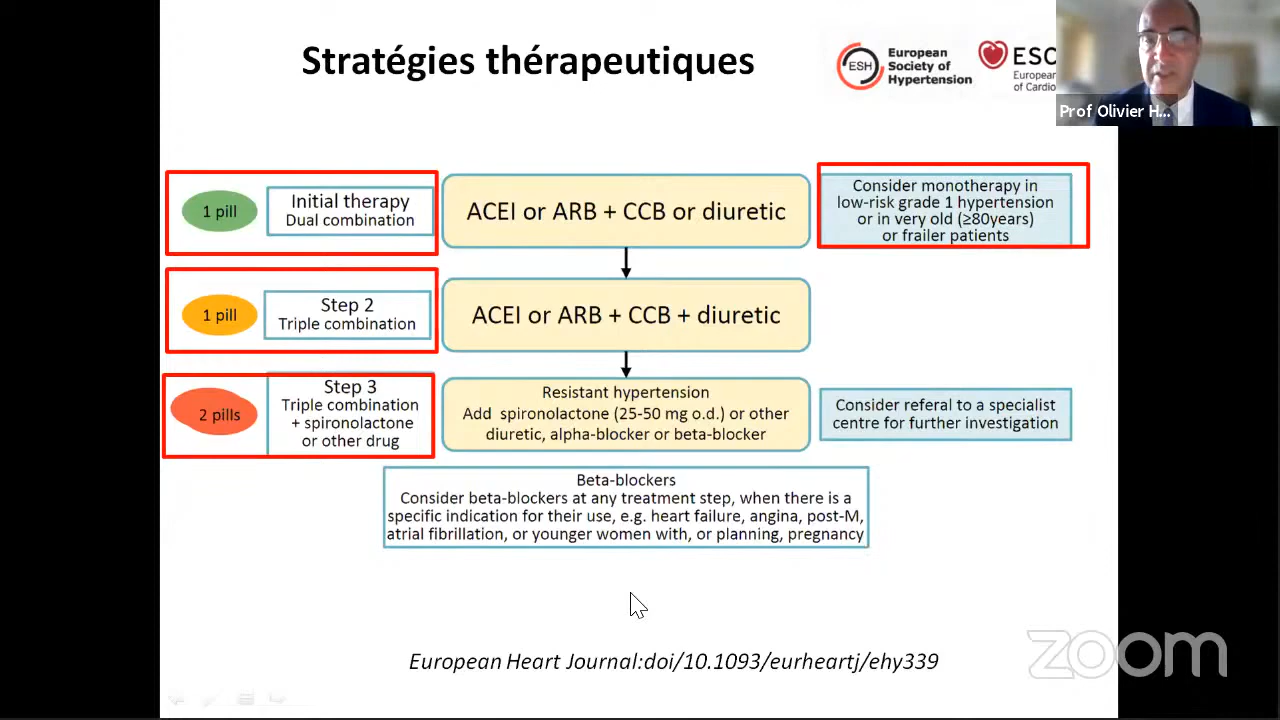 Stratégies thérapeutiques
ESH
European
Society of
Hypertension
ESC
European
of Cardio
Prof Olivier H...
1 pill
Initial therapy
Dual combination
ACEI or ARB + CCB or diuretic
Consider monotherapy in
low-risk grade 1 hypertension
or in very old (≥80years)
or frailer patients
1 pill
Step 2
Triple combination
ACEI or ARB + CCB + diuretic
2 pills
Step 3
Triple combination
+ spironolactone
or other drug
Resistant hypertension
Add spironolactone (25-50 mg o.d.) or other
diuretic, alpha-blocker or beta-blocker
Consider referal to a specialist
centre for further investigation
Beta-blockers
Consider beta-blockers at any treatment step, when there is a
specific indication for their use, e.g. heart failure, angina, post-M,
atrial fibrillation, or younger women with, or planning, pregnancy
European Heart Journal:doi/10.1093/eurheartj/ehy339
zoom